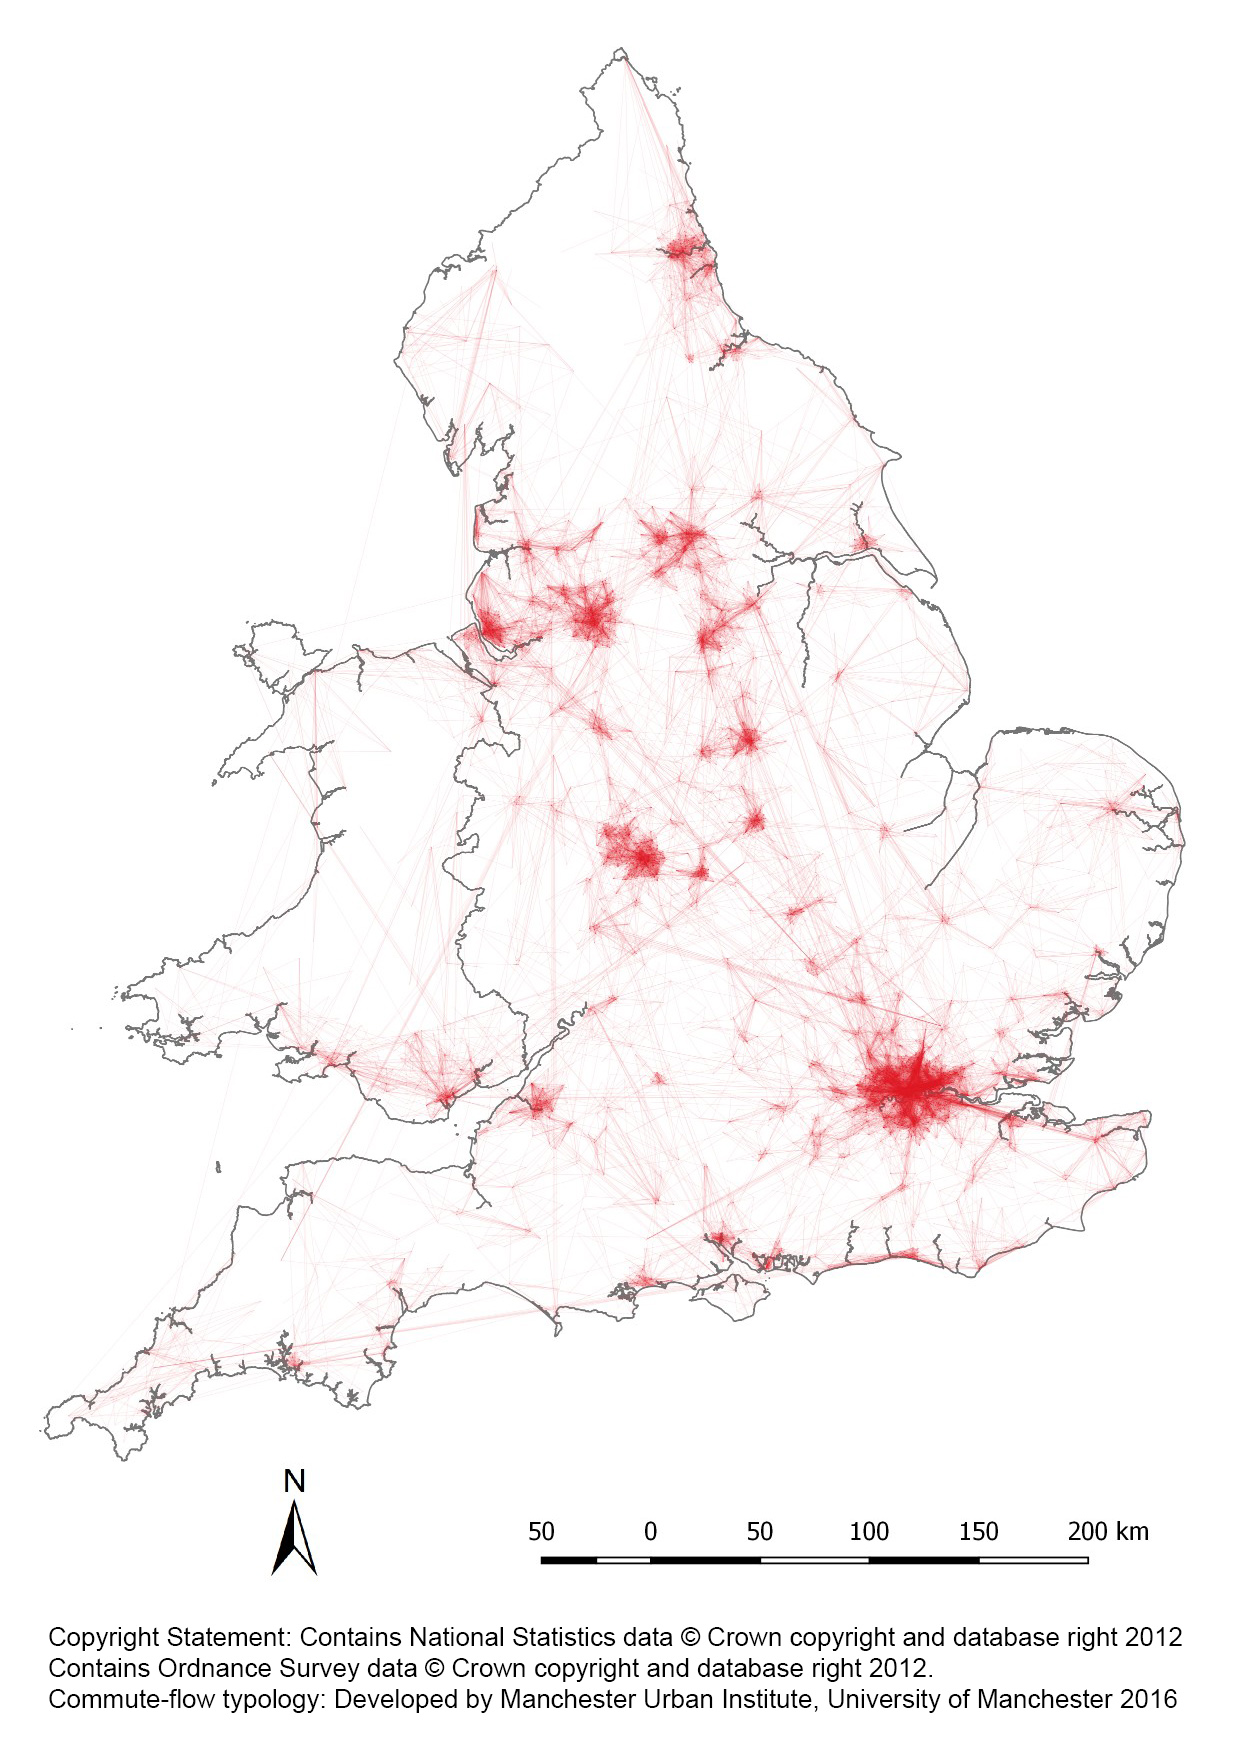 N
50 0 50 100 150 200 km
Copyright Statement: Contains National Statistics data © Crown copyright and database right 2012
Contains Ordnance Survey data © Crown copyright and database right 2012.
Commute-flow typology: Developed by Manchester Urban Institute, University of Manchester 2016